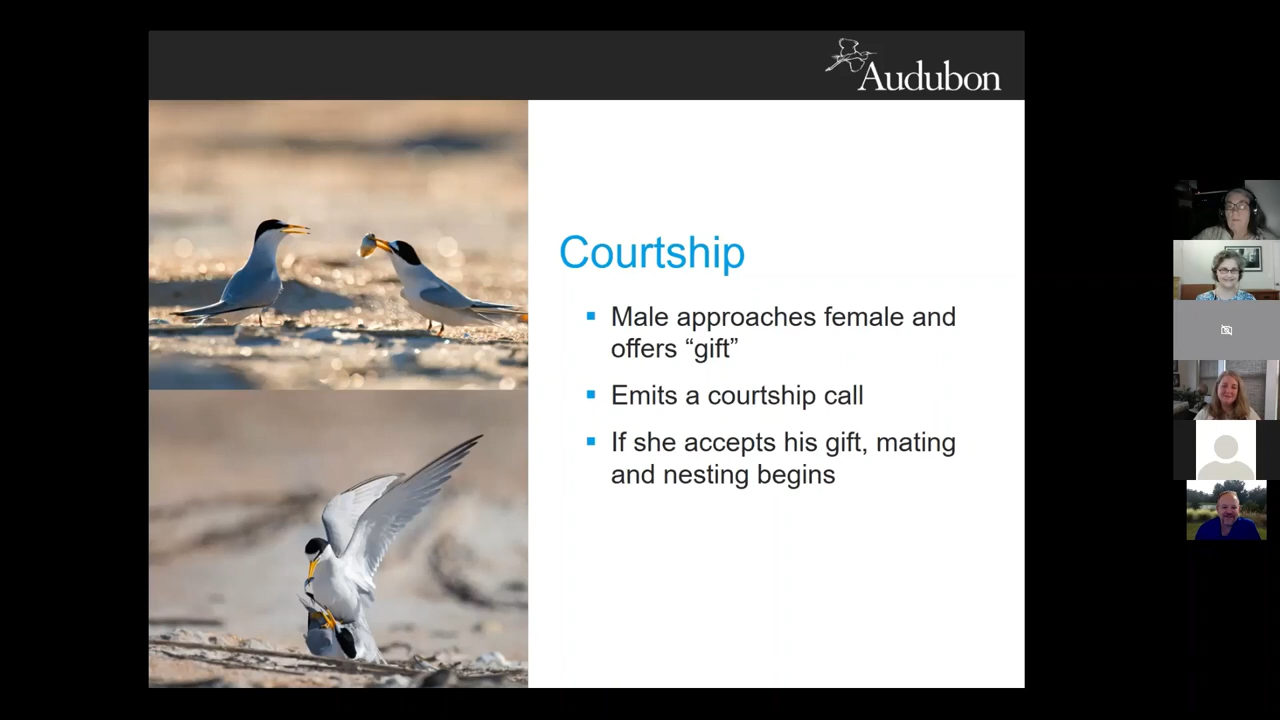 Audubon
Courtship
▪ Male approaches female and
offers “gift”
▪ Emits a courtship call
▪ If she accepts his gift, mating
and nesting begins